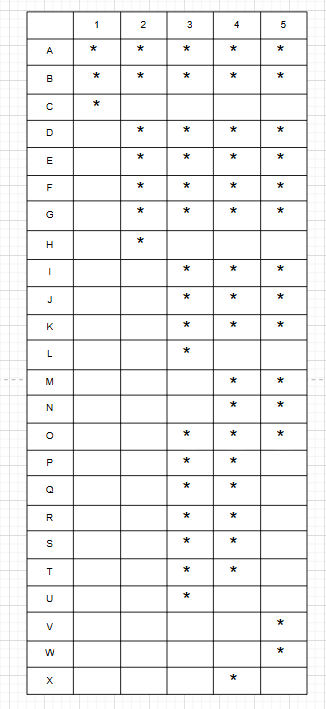 1 2 3 4 5
A * * * * *
B * * * * *
C *
D * * * *
E * * * *
F * * * *
G * * * *
H *
I * * *
J * * *
K * * *
L *
M * *
N * *
O * * *
P * *
Q * *
R * *
S * *
T * *
U *
V *
W *
X *